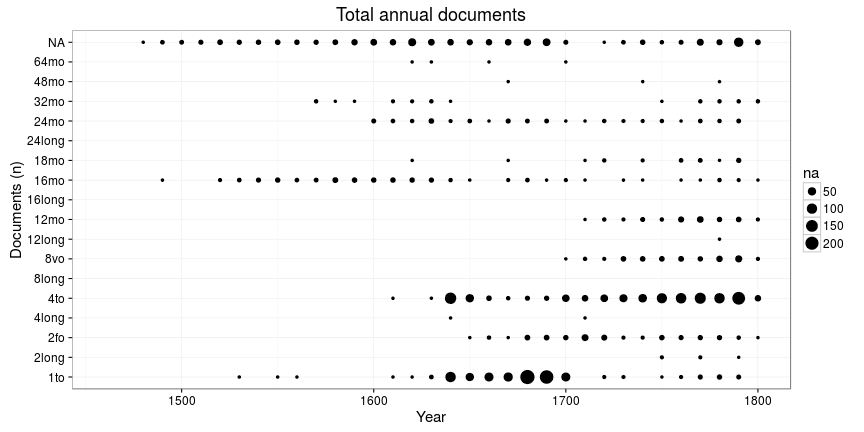 Total annual documents
Documents (n)
NA
64mo
48mo
32mo
24mo
24long
18mo
16mo
16long
12mo
12long
8vo
8long
4to
4long
2fo
2long
1to
1500
1600
1700
1800
Year
na
50
100
150
200